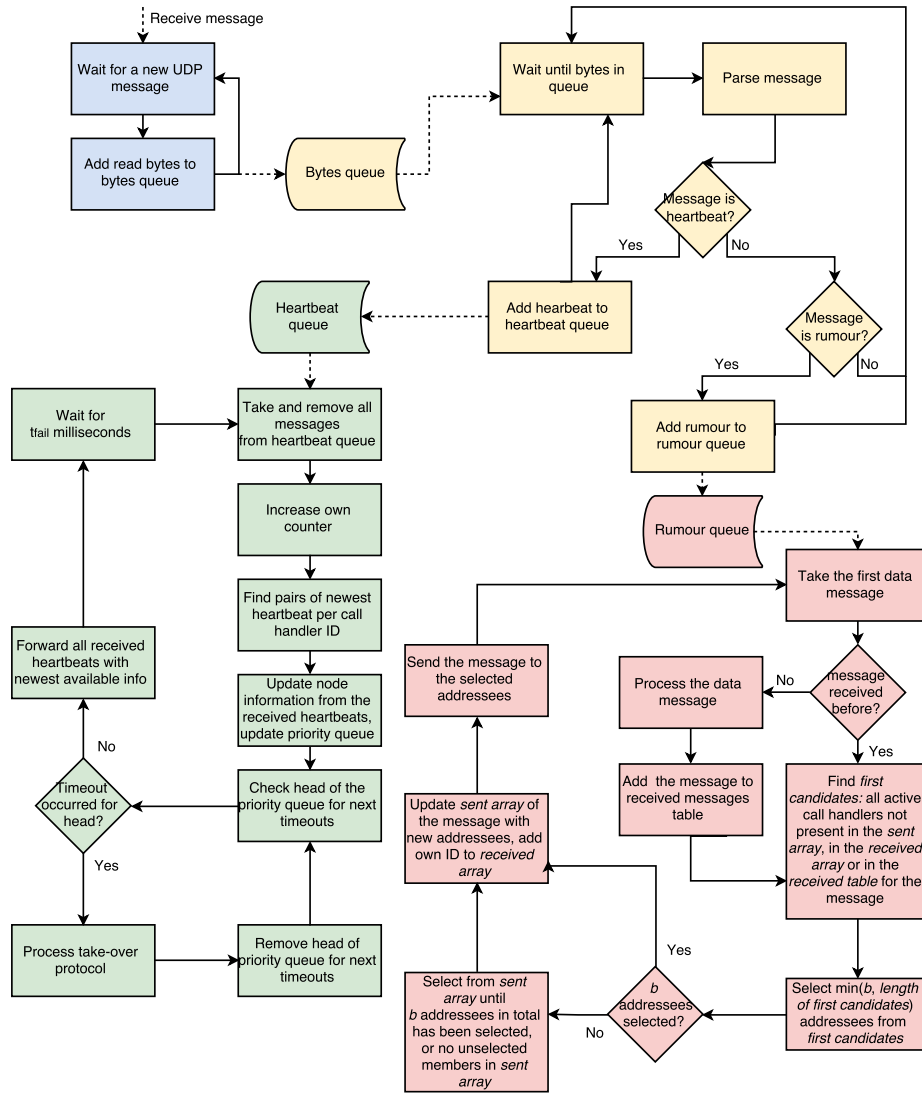 Receive message
Wait for a new UDP
message
Add read bytes to
bytes queue
Bytes queue
Wait until bytes in
queue
Parse message
Message is
heartbeat?
Yes
No
Add hearbeat to
heartbeat queue
Heartbeat
queue
Message
is rumour?
Yes
No
Add rumour to
rumour queue
Rumour queue
Wait for
tfail milliseconds
Take and remove all
messages
from heartbeat queue
Increase own
counter
Find pairs of newest
heartbeat per call
handler ID
Update node
information from the
received heartbeats,
update priority queue
Check head of the
priority queue for next
timeouts
Forward all received
heartbeats with
newest available info
No
Timeout
occurred for
head?
Yes
Process take-over
protocol
Remove head of
priority queue for next
timeouts
Take the first data
message
message
received
before?
No
Yes
Process the data
message
Add the message to
received messages
table
Find first
candidates: all active
call handlers not
present in the sent
array, in the received
array or in the
received table for the
message
Select min(b, length
of first candidates)
addressees from
first candidates
b
addressees
selected?
Yes
No
Select from sent
array until
b addressees in total
has been selected,
or no unselected
members in sent
array
Update sent array of
the message with
new addressees, add
own ID to received
array
Send the message to
the selected
addressees